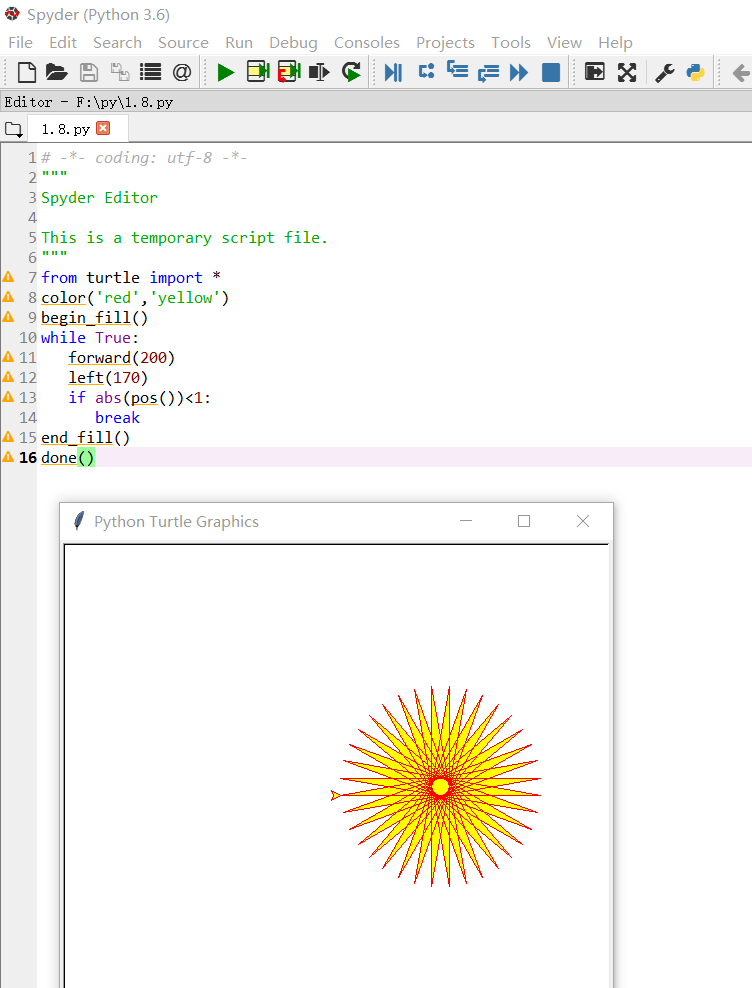 Spyder (Python 3.6)
File Edit Search Source Run Debug Consoles Projects Tools View Help
Editor - F:\py\1.8.py
1.8.py
1 # -*- coding: utf-8 -*-
2 """
3 Spyder Editor
4
5 This is a temporary script file.
6 """
7 from turtle import *
8 color('red','yellow')
9 begin_fill()
10 while True:
11    forward(200)
12    left(170)
13    if abs(pos())<1:
14       break
15 end_fill()
16 done()
Python Turtle Graphics